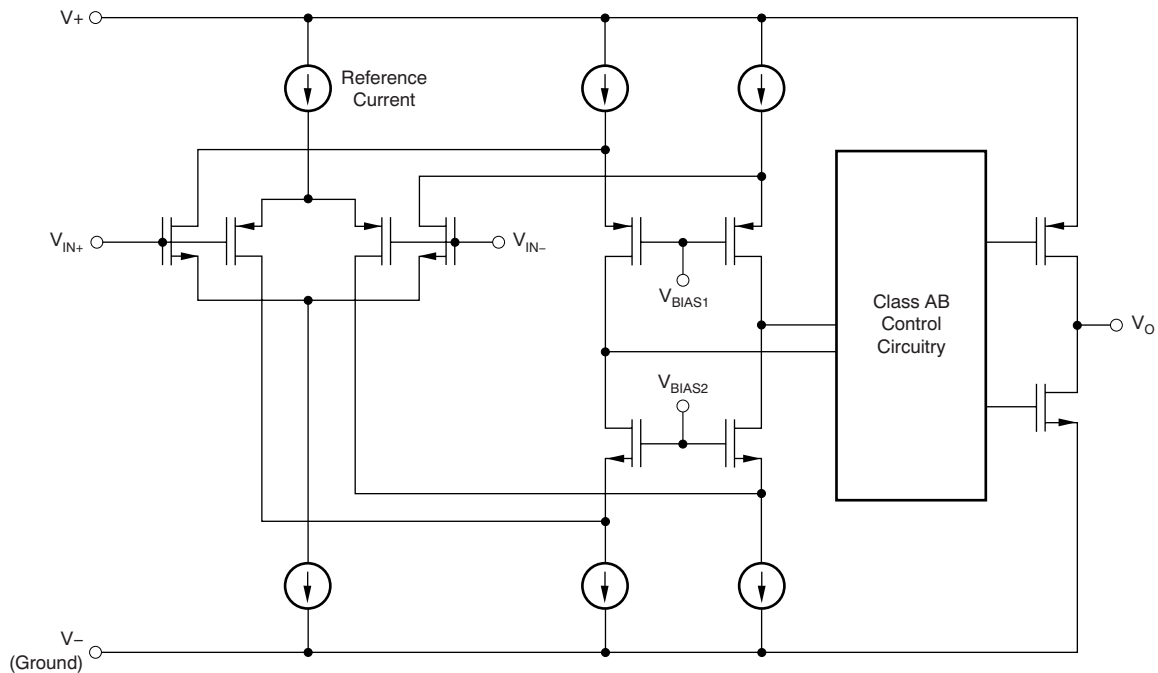 V+
Reference
Current
V_IN+
V_IN−
V_BIAS1
Class AB
Control
Circuitry
V_O
V_BIAS2
V−
(Ground)